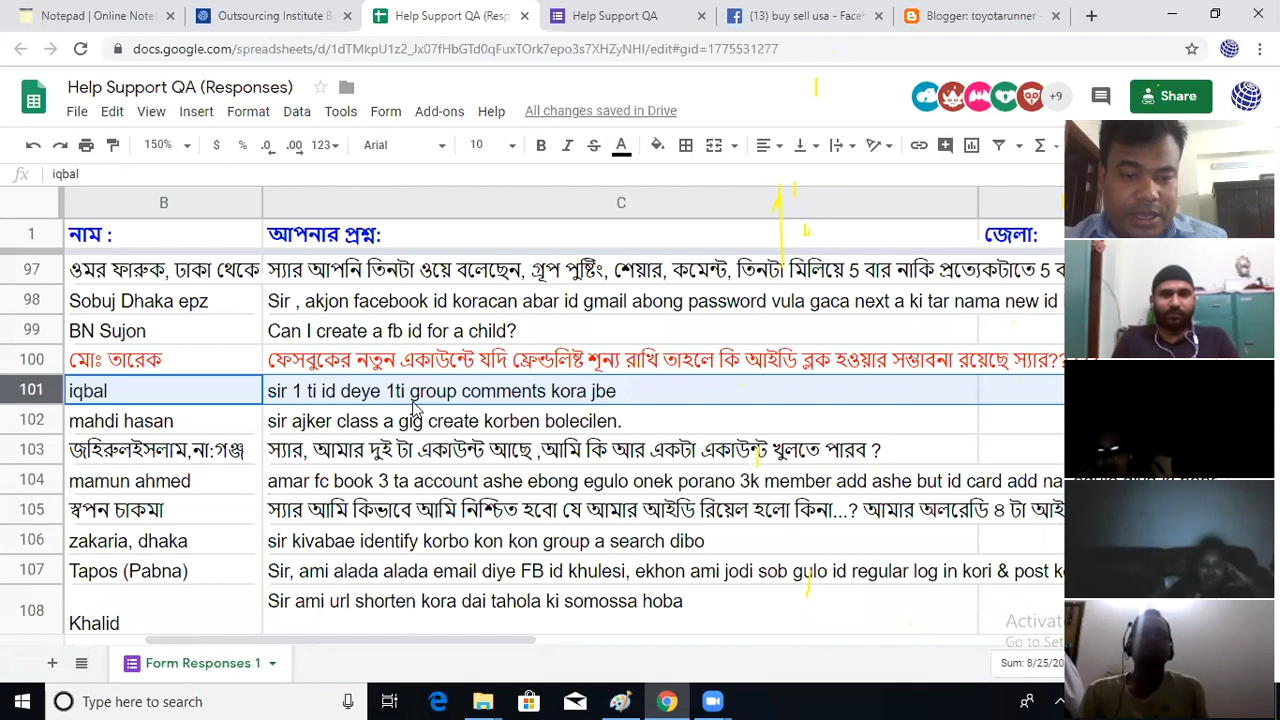 Notepad
Outsourcing Institute B
Help Support QA (Responses)
Help Support QA
(13) buy sell usa - Face
Blogger: toyotarunner -
docs.google.com/spreadsheets/d/1dTMkpU1z2_Jx07fHbGTd0qFuxTOrk7epo3s7XHZyNHI/edit#gid=1775531277
Help Support QA (Responses)
File Edit View Insert Format Data Tools Form Add-ons Help All changes saved in Drive
+9
Share
150% $ % .0 .00 123 Arial 10 B I S A
fx iqbal
B C
1 নাম : আপনার প্রশ্ন: জেলা:
97 ওমর ফারুক, ঢাকা থেকে স্যার আপনি তিনটা ওয়ে বলেছেন, গ্রূপ পুষ্টিং, শেয়ার, কমেন্ট, তিনটা মিলিয়ে 5 বার নাকি প্রত্যেকটাতে 5 ব
98 Sobuj Dhaka epz Sir , akjon facebook id koracan abar id gmail abong password vula gaca next a ki tar nama new id
99 BN Sujon Can I create a fb id for a child?
100 মোঃ তারেক ফেসবুকের নতুন একাউন্টে যদি ফ্রেন্ডলিষ্ট শূন্য রাখি তাহলে কি আইডি ব্লক হওয়ার সম্ভাবনা রয়েছে স্যার??
101 iqbal sir 1 ti id deye 1ti group comments kora jbe
102 mahdi hasan sir ajker class a gig create korben bolecilen.
103 জহিরুলইসলাম,না:গঞ্জ স্যার, আমার দুই টা একাউন্ট আছে ,আমি কি আর একটা একাউন্ট খুলতে পারব ?
104 mamun ahmed amar fc book 3 ta account ashe ebong egulo onek porano 3k member add ashe but id card add na
105 স্বপন চাকমা স্যার আমি কিভাবে আমি নিশ্চিত হবো যে আমার আইডি রিয়েল হলো কিনা...? আমার অলরেডি ৪ টা আই
106 zakaria, dhaka sir kivabae identify korbo kon kon group a search dibo
107 Tapos (Pabna) Sir, ami alada alada email diye FB id khulesi, ekhon ami jodi sob gulo id regular log in kori & post k
108 Khalid Sir ami url shorten kora dai tahola ki somossa hoba
Activate
Go to Set
Form Responses 1
Sum: 8/25/20
Type here to search